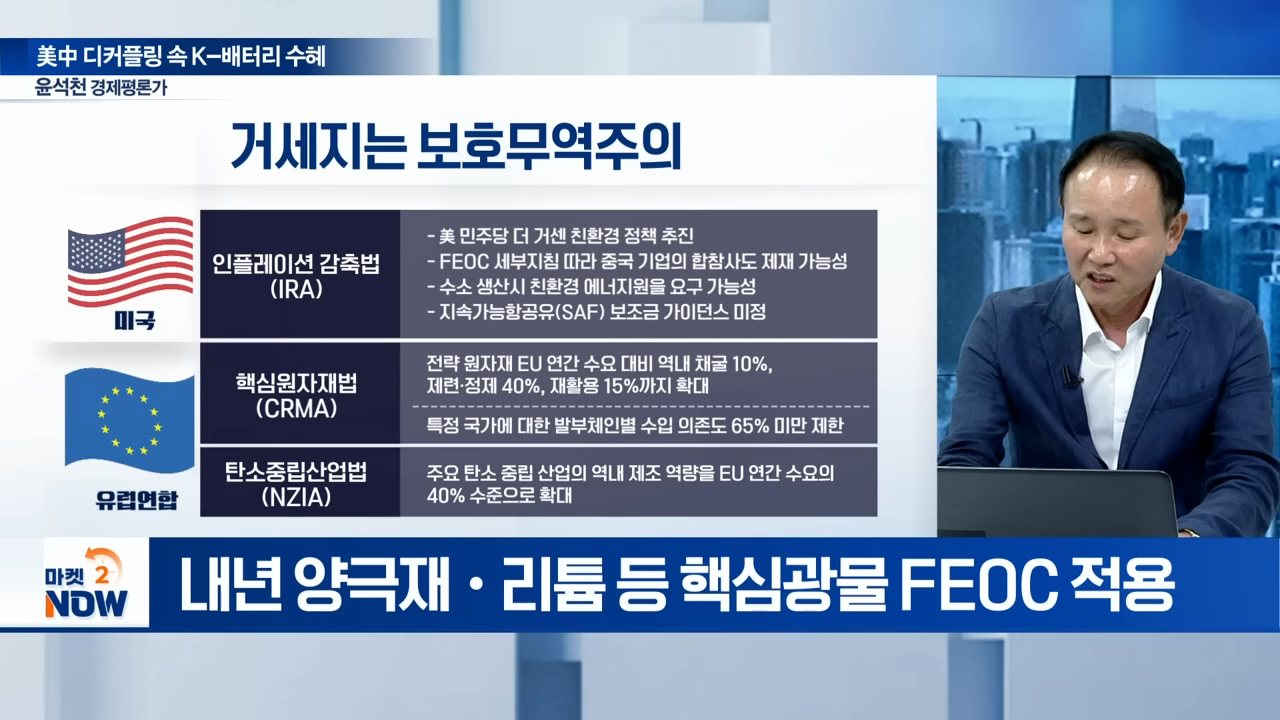 美中 디커플링 속 K-배터리 수혜
윤석천 경제평론가
거세지는 보호무역주의
미국
인플레이션 감축법
(IRA)
- 美 민주당 더 거센 친환경 정책 추진
- FEOC 세부지침 따라 중국 기업의 합참사도 제재 가능성
- 수소 생산시 친환경 에너지원을 요구 가능성
- 지속가능항공유(SAF) 보조금 가이던스 미정
유럽연합
핵심원자재법
(CRMA)
전략 원자재 EU 연간 수요 대비 역내 채굴 10%,
제련·정제 40%, 재활용 15%까지 확대
특정 국가에 대한 발부체인별 수입 의존도 65% 미만 제한
탄소중립산업법
(NZIA)
주요 탄소 중립 산업의 역내 제조 역량을 EU 연간 수요의
40% 수준으로 확대
마켓 2
NOW
내년 양극재·리튬 등 핵심광물 FEOC 적용